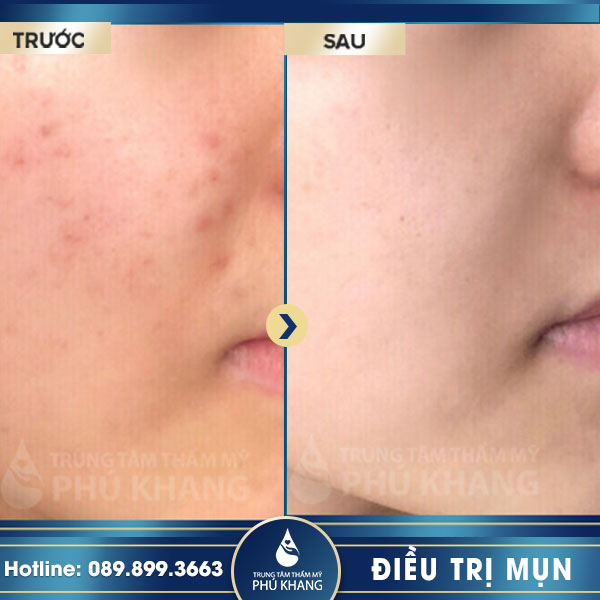 TRƯỚC
SAU
TRUNG TÂM THẨM MỸ
PHÚ KHANG
TRUNG TÂM THẨM MỸ
PHÚ KHANG
Hotline: 089.899.3663
TRUNG TÂM THẨM MỸ
PHÚ KHANG
ĐIỀU TRỊ MỤN